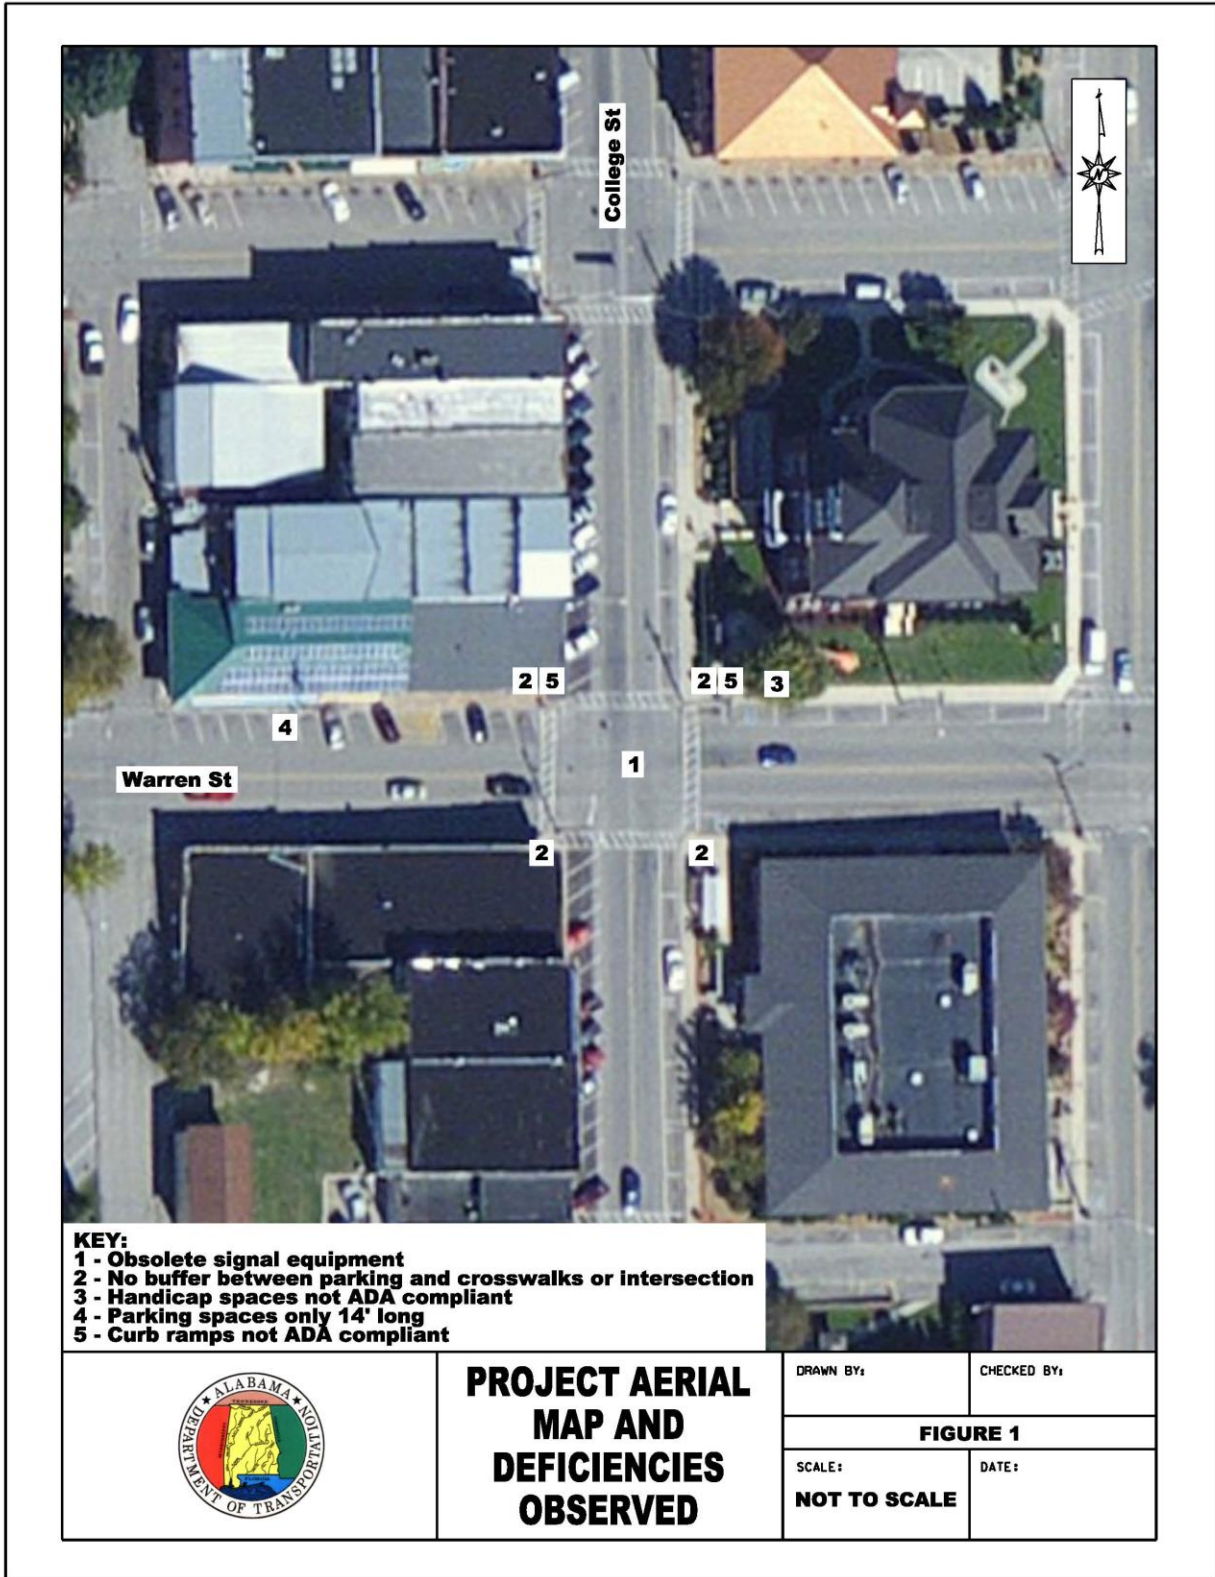 College St
N
2 5
2 5
3
4
1
Warren St
2
2
KEY:
1 - Obsolete signal equipment
2 - No buffer between parking and crosswalks or intersection
3 - Handicap spaces not ADA compliant
4 - Parking spaces only 14' long
5 - Curb ramps not ADA compliant
ALABAMA
DEPARTMENT OF TRANSPORTATION
TENNESSEE
FLORIDA
PROJECT AERIAL
MAP AND
DEFICIENCIES
OBSERVED
DRAWN BY:
CHECKED BY:
FIGURE 1
SCALE:
NOT TO SCALE
DATE: